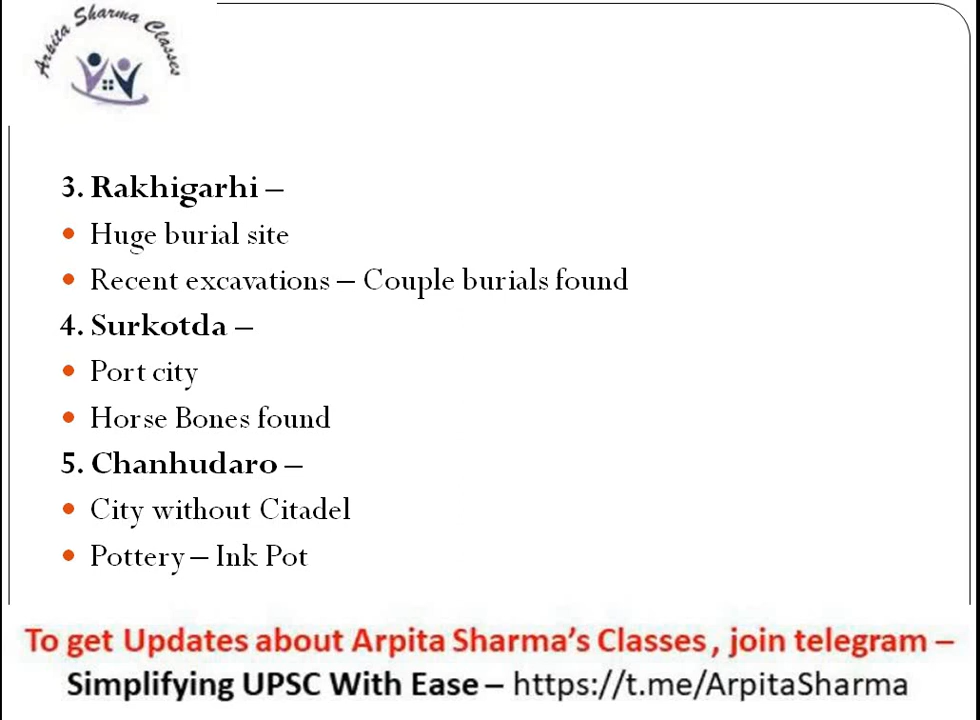 Arpita Sharma Classes
3. Rakhigarhi –
Huge burial site
Recent excavations – Couple burials found
4. Surkotda –
Port city
Horse Bones found
5. Chanhudaro –
City without Citadel
Pottery – Ink Pot
To get Updates about Arpita Sharma’s Classes, join telegram –
Simplifying UPSC With Ease – https://t.me/ArpitaSharma